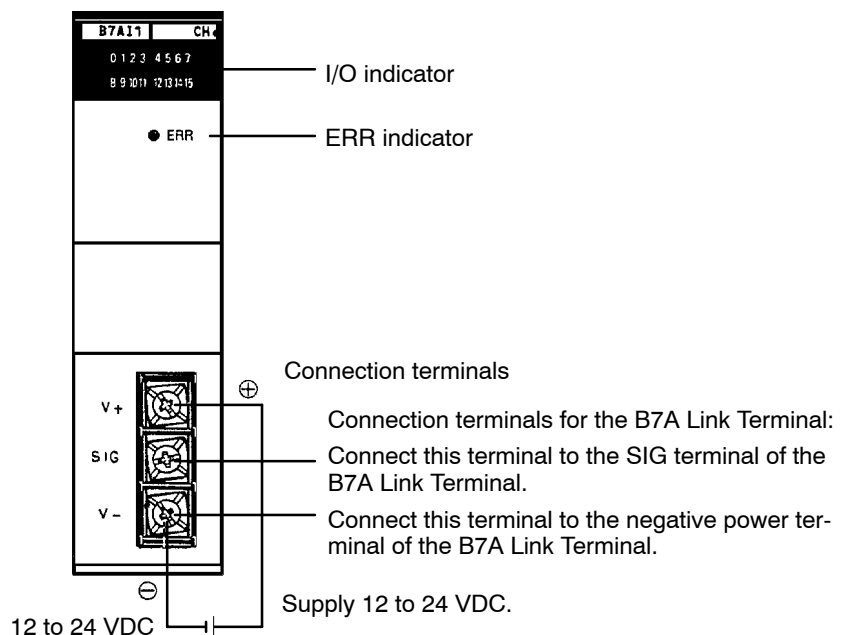 B7AI1 CH
0 1 2 3 4 5 6 7
8 9 10 11 12 13 14 15
I/O indicator
ERR
ERR indicator
Connection terminals
V +
⊕
Connection terminals for the B7A Link Terminal:
SIG
Connect this terminal to the SIG terminal of the
B7A Link Terminal.
V –
Connect this terminal to the negative power ter-
minal of the B7A Link Terminal.
⊖
Supply 12 to 24 VDC.
12 to 24 VDC